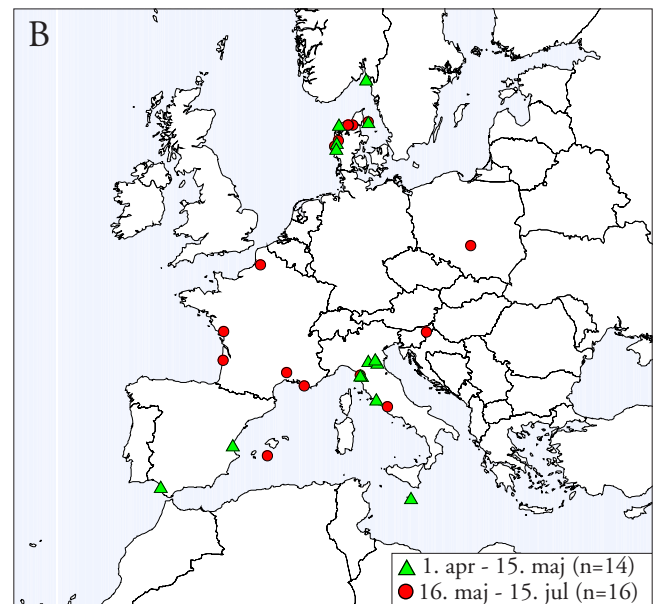 B
1. apr - 15. maj (n=14)
16. maj - 15. jul (n=16)